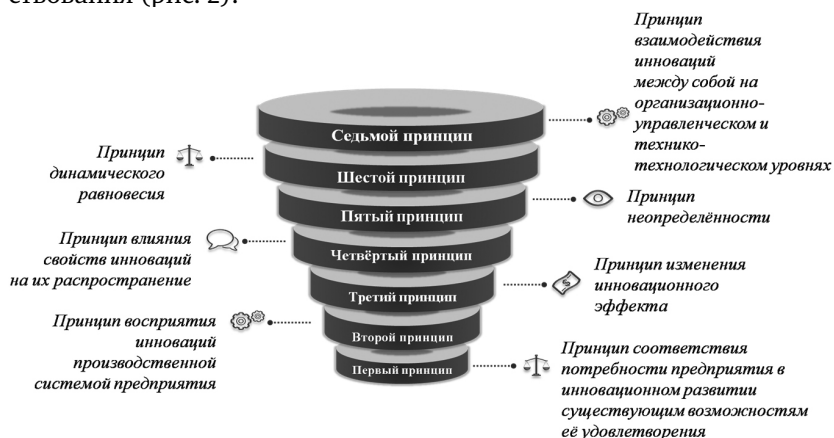 ствования (рис. 2).
Принцип
взаимодействия
инноваций
между собой на
организационно-
управленческом и
технико-
технологическом уровнях
Седьмой принцип
Принцип
динамического
равновесия
Шестой принцип
Пятый принцип
Принцип
неопределённости
Принцип влияния
свойств инноваций
на их распространение
Четвёртый принцип
Принцип изменения
инновационного
эффекта
Третий принцип
Принцип восприятия
инноваций
производственной
системой предприятия
Второй принцип
Первый принцип
Принцип соответствия
потребности предприятия в
инновационном развитии
существующим возможностям
её удовлетворения